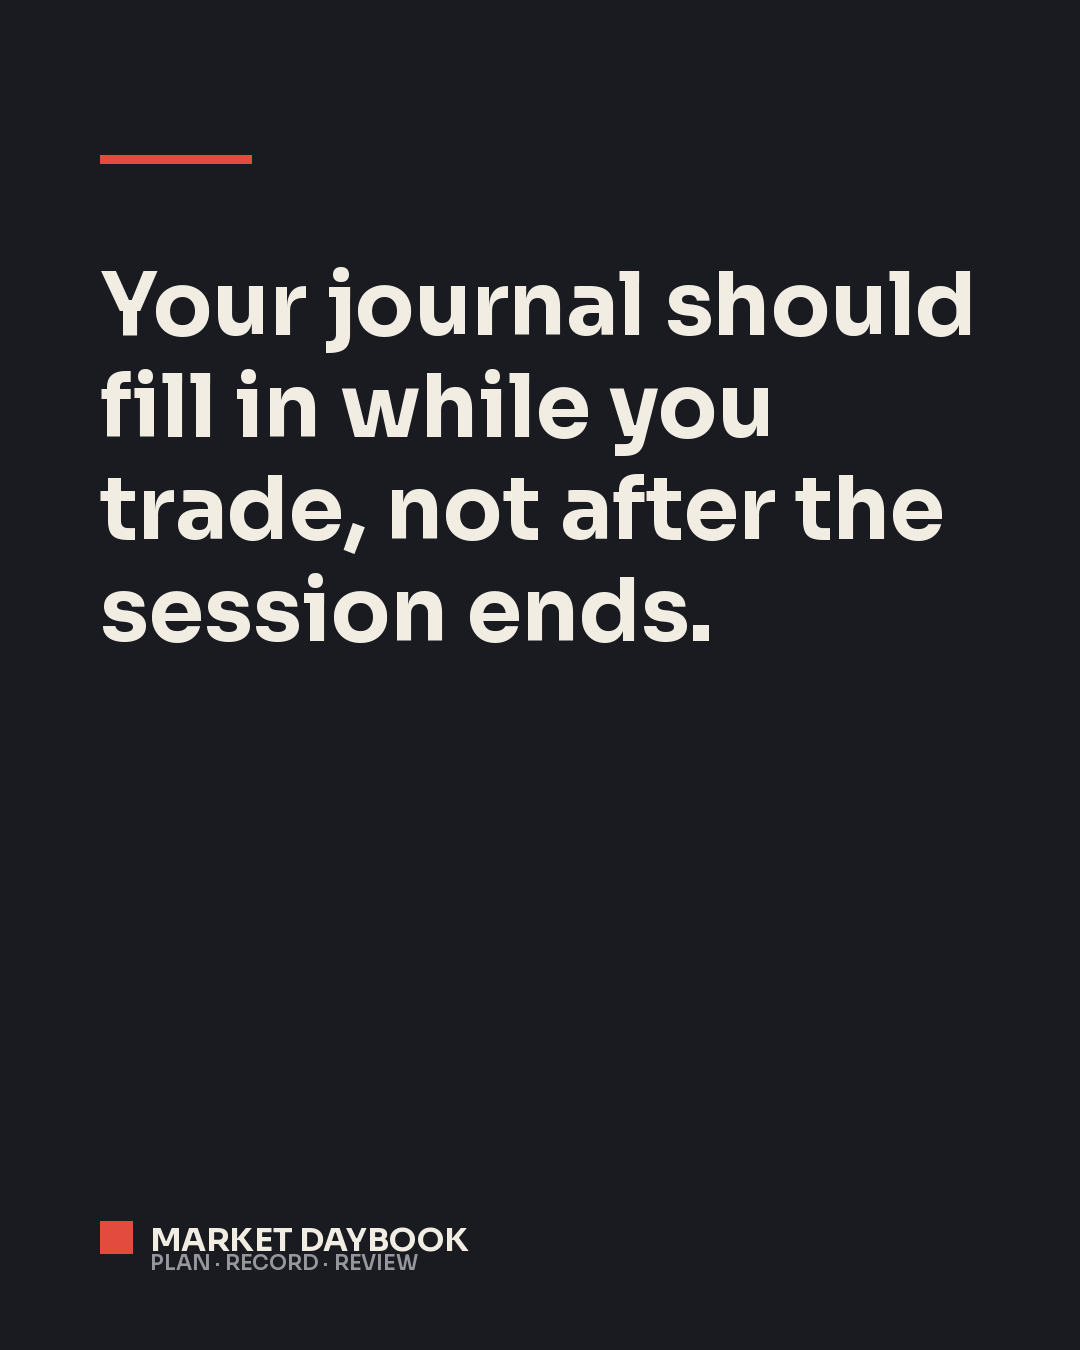 Your journal should
fill in while you
trade, not after the
session ends.
MARKET DAYBOOK
PLAN · RECORD · REVIEW